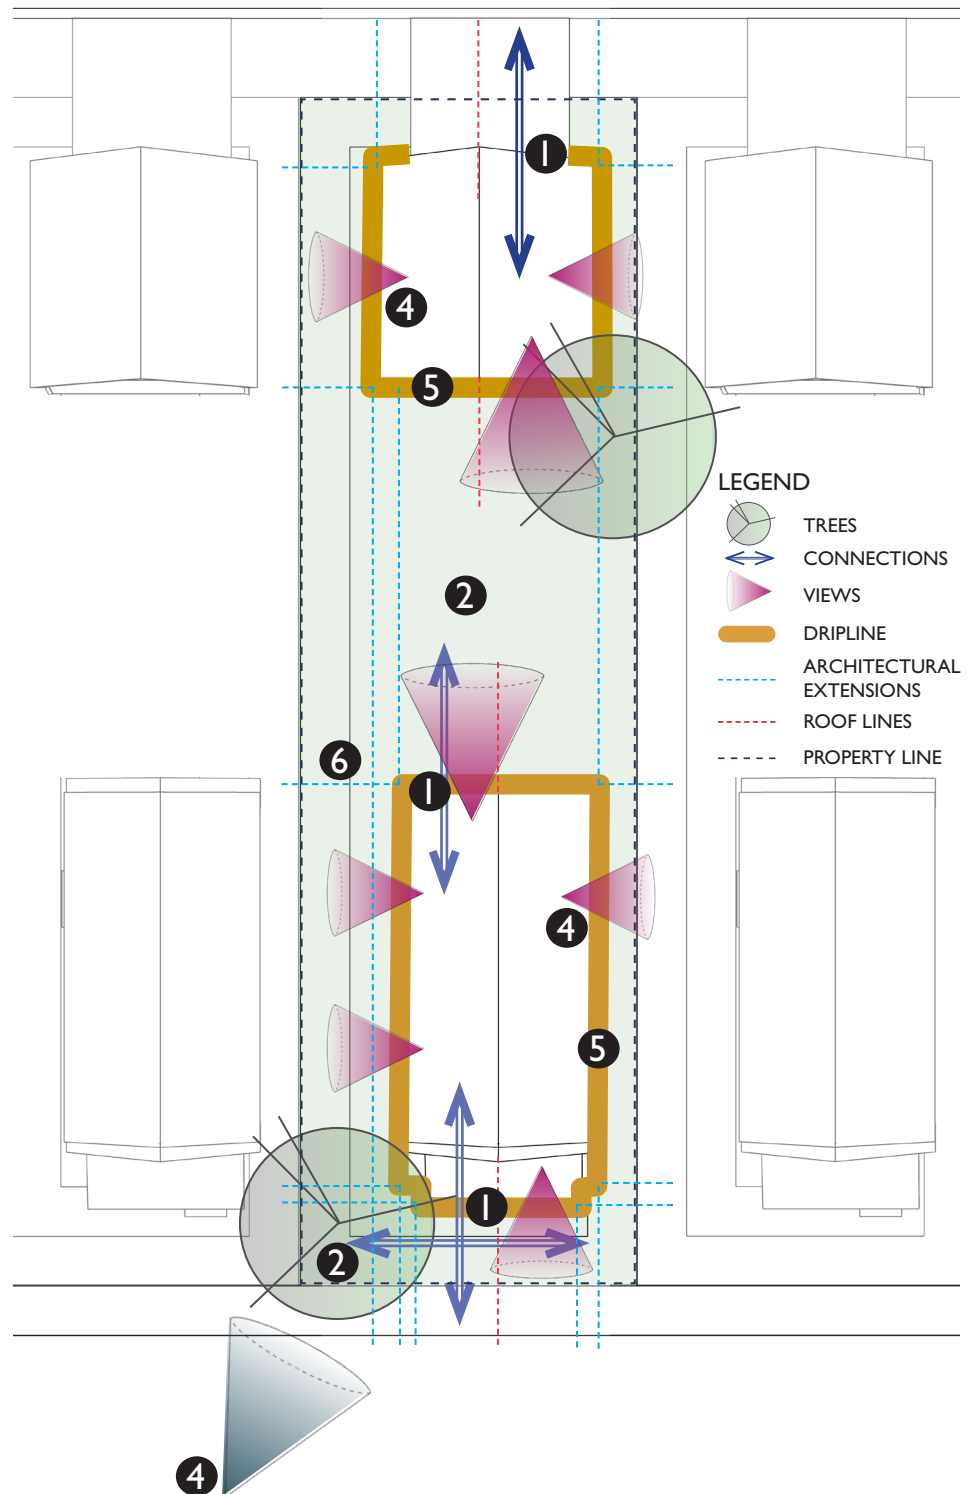 1
4
5
LEGEND
TREES
CONNECTIONS
2
VIEWS
DRIPLINE
ARCHITECTURAL
EXTENSIONS
ROOF LINES
6
PROPERTY LINE
1
4
5
1
2
4